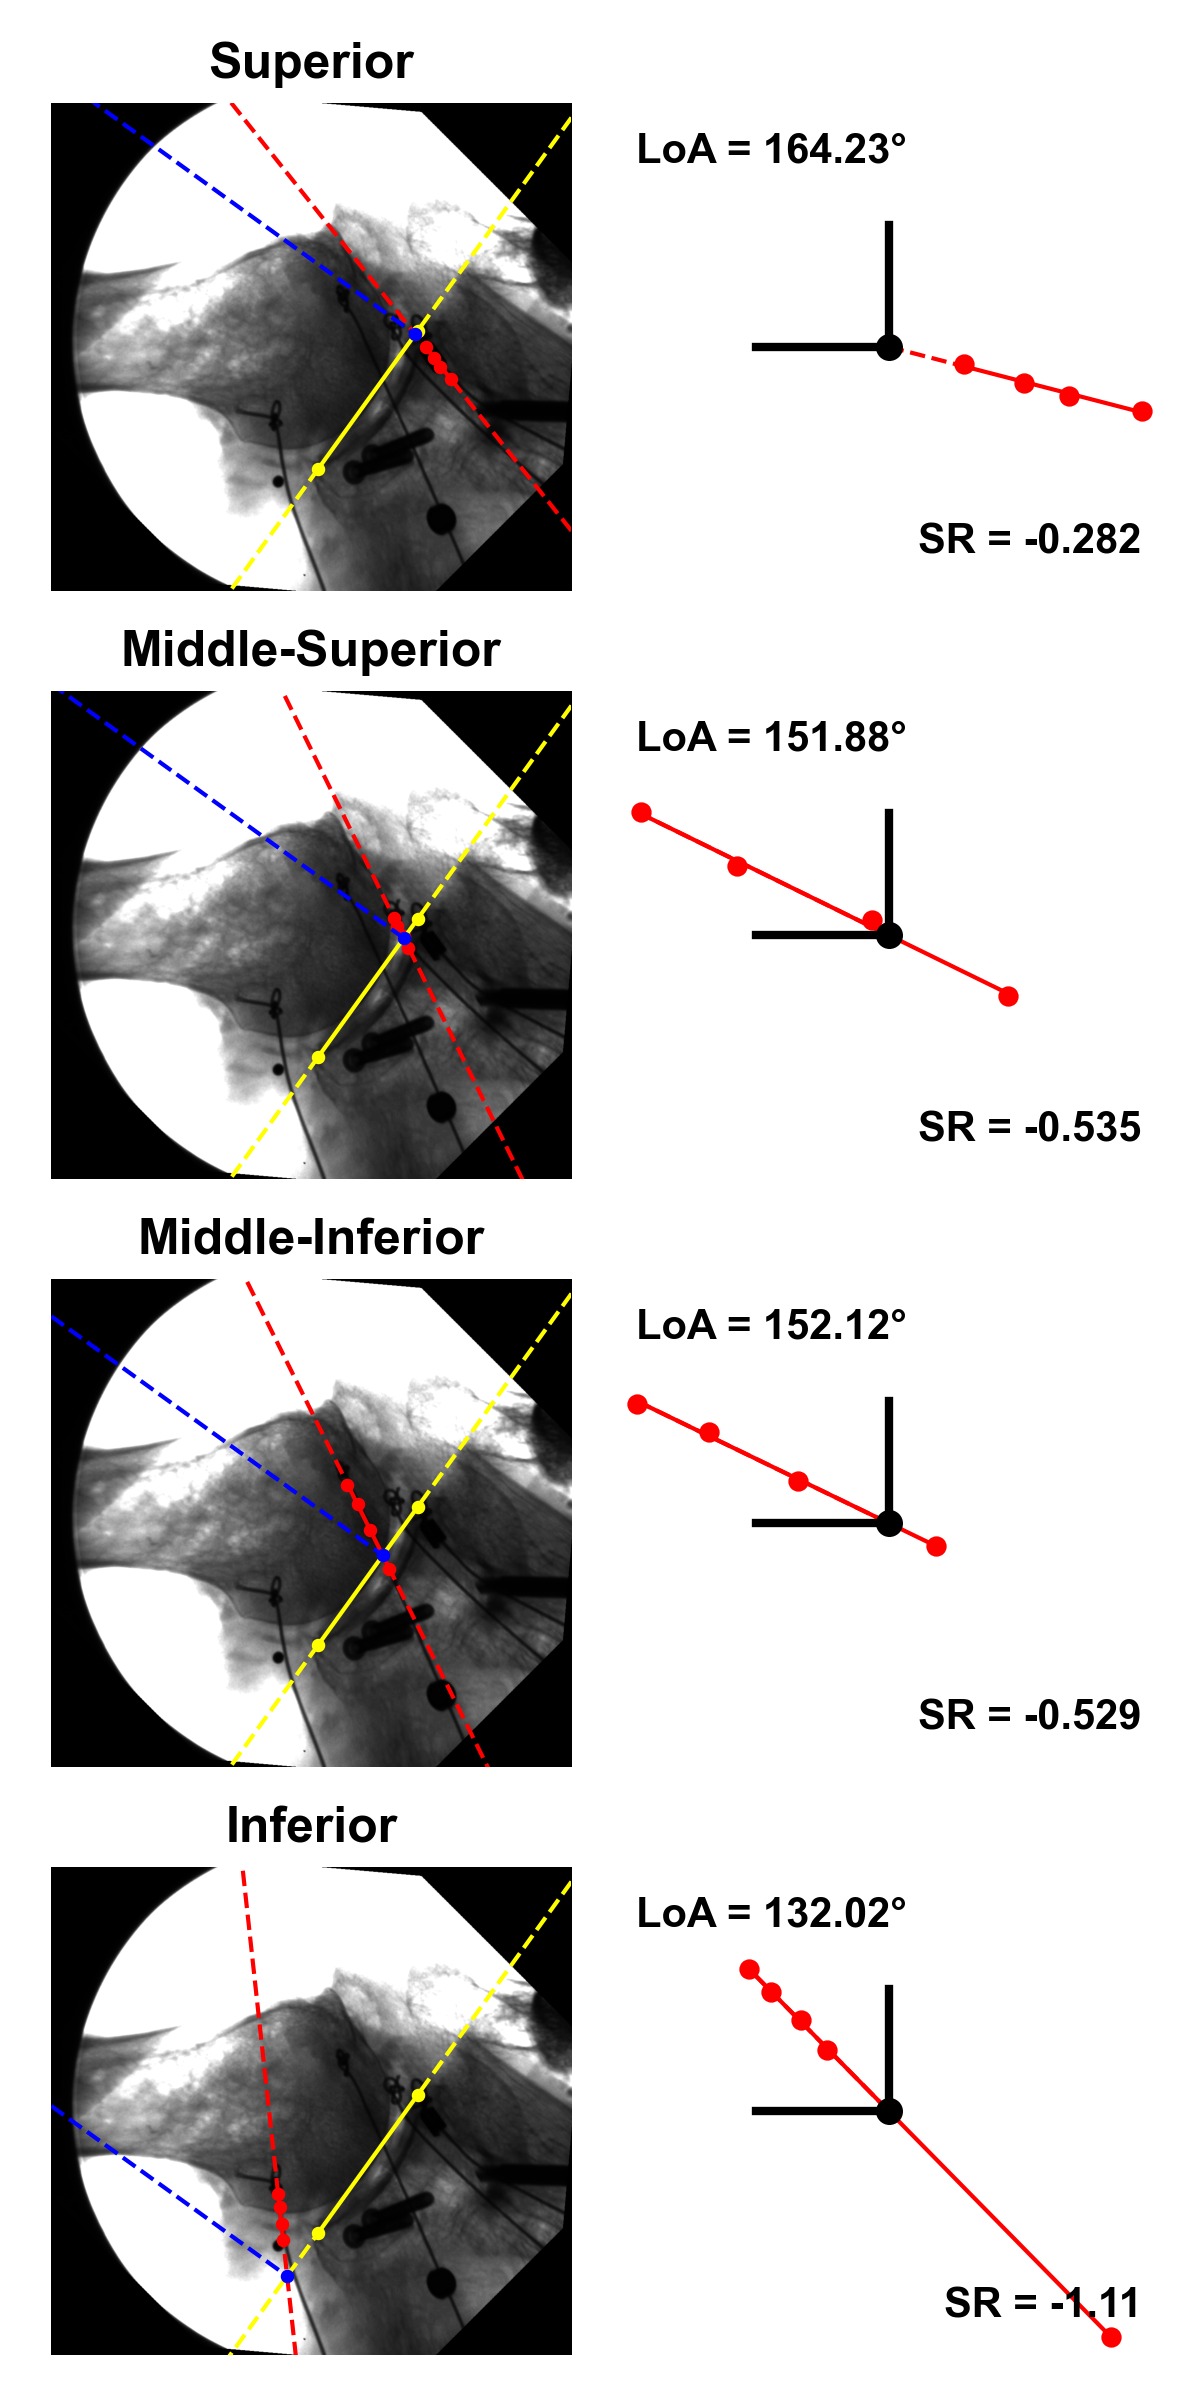 Superior
LoA = 164.23°
SR = -0.282
Middle-Superior
LoA = 151.88°
SR = -0.535
Middle-Inferior
LoA = 152.12°
SR = -0.529
Inferior
LoA = 132.02°
SR = -1.11